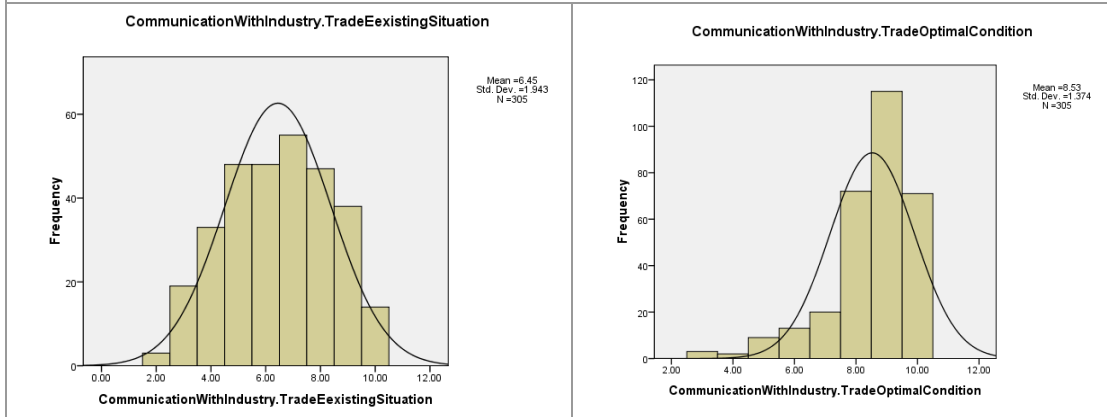 CommunicationWithIndustry.TradeEexistingSituation
Mean =6.45
Std. Dev. =1.943
N =305
60
40
20
0
Frequency
0.00 2.00 4.00 6.00 8.00 10.00 12.00
CommunicationWithIndustry.TradeEexistingSituation
CommunicationWithIndustry.TradeOptimalCondition
Mean =8.53
Std. Dev. =1.374
N =305
120
100
80
60
40
20
0
Frequency
2.00 4.00 6.00 8.00 10.00 12.00
CommunicationWithIndustry.TradeOptimalCondition